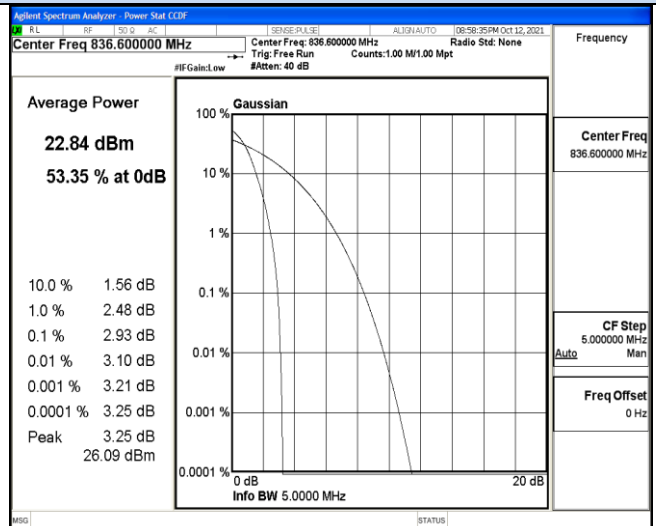 Agilent Spectrum Analyzer - Power Stat CCDF
RL RF 50 Ω AC SENSE:PULSE ALIGNAUTO 08:58:35 PM Oct 12, 2021
Center Freq 836.600000 MHz
Center Freq: 836.600000 MHz Radio Std: None
Trig: Free Run Counts:1.00 M/1.00 Mpt
#IFGain:Low #Atten: 40 dB
Frequency
Average Power
22.84 dBm
53.35 % at 0dB
10.0 % 1.56 dB
1.0 % 2.48 dB
0.1 % 2.93 dB
0.01 % 3.10 dB
0.001 % 3.21 dB
0.0001 % 3.25 dB
Peak 3.25 dB
26.09 dBm
Gaussian
100 %
10 %
1 %
0.1 %
0.01 %
0.001 %
0.0001 %
0 dB 20 dB
Info BW 5.0000 MHz
Center Freq
836.600000 MHz
CF Step
5.000000 MHz
Auto Man
Freq Offset
0 Hz
MSG STATUS